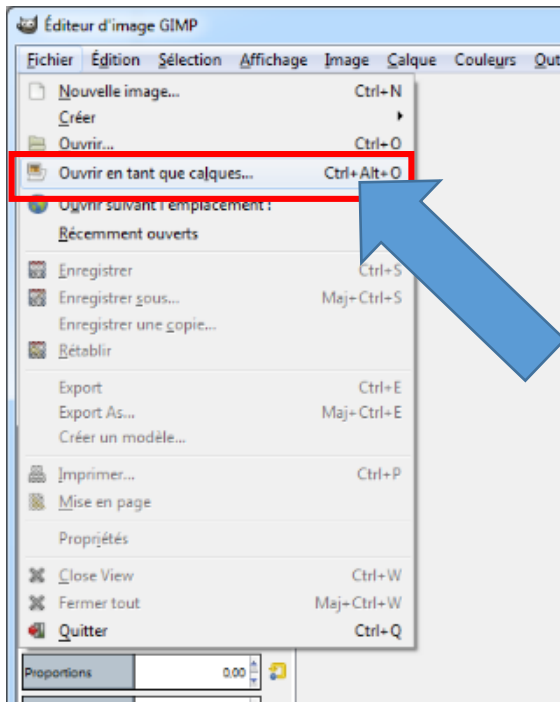 Éditeur d'image GIMP
Fichier Édition Sélection Affichage Image Calque Couleurs
Nouvelle image... Ctrl+N
Créer
Ouvrir... Ctrl+O
Ouvrir en tant que calques... Ctrl+Alt+O
Ouvrir suivant l'emplacement :
Récemment ouverts
Enregistrer Ctrl+S
Enregistrer sous... Maj+Ctrl+S
Enregistrer une copie...
Rétablir
Export Ctrl+E
Export As... Maj+Ctrl+E
Créer un modèle...
Imprimer... Ctrl+P
Mise en page
Propriétés
Close View Ctrl+W
Fermer tout Maj+Ctrl+W
Quitter Ctrl+Q
Proportions 0.00